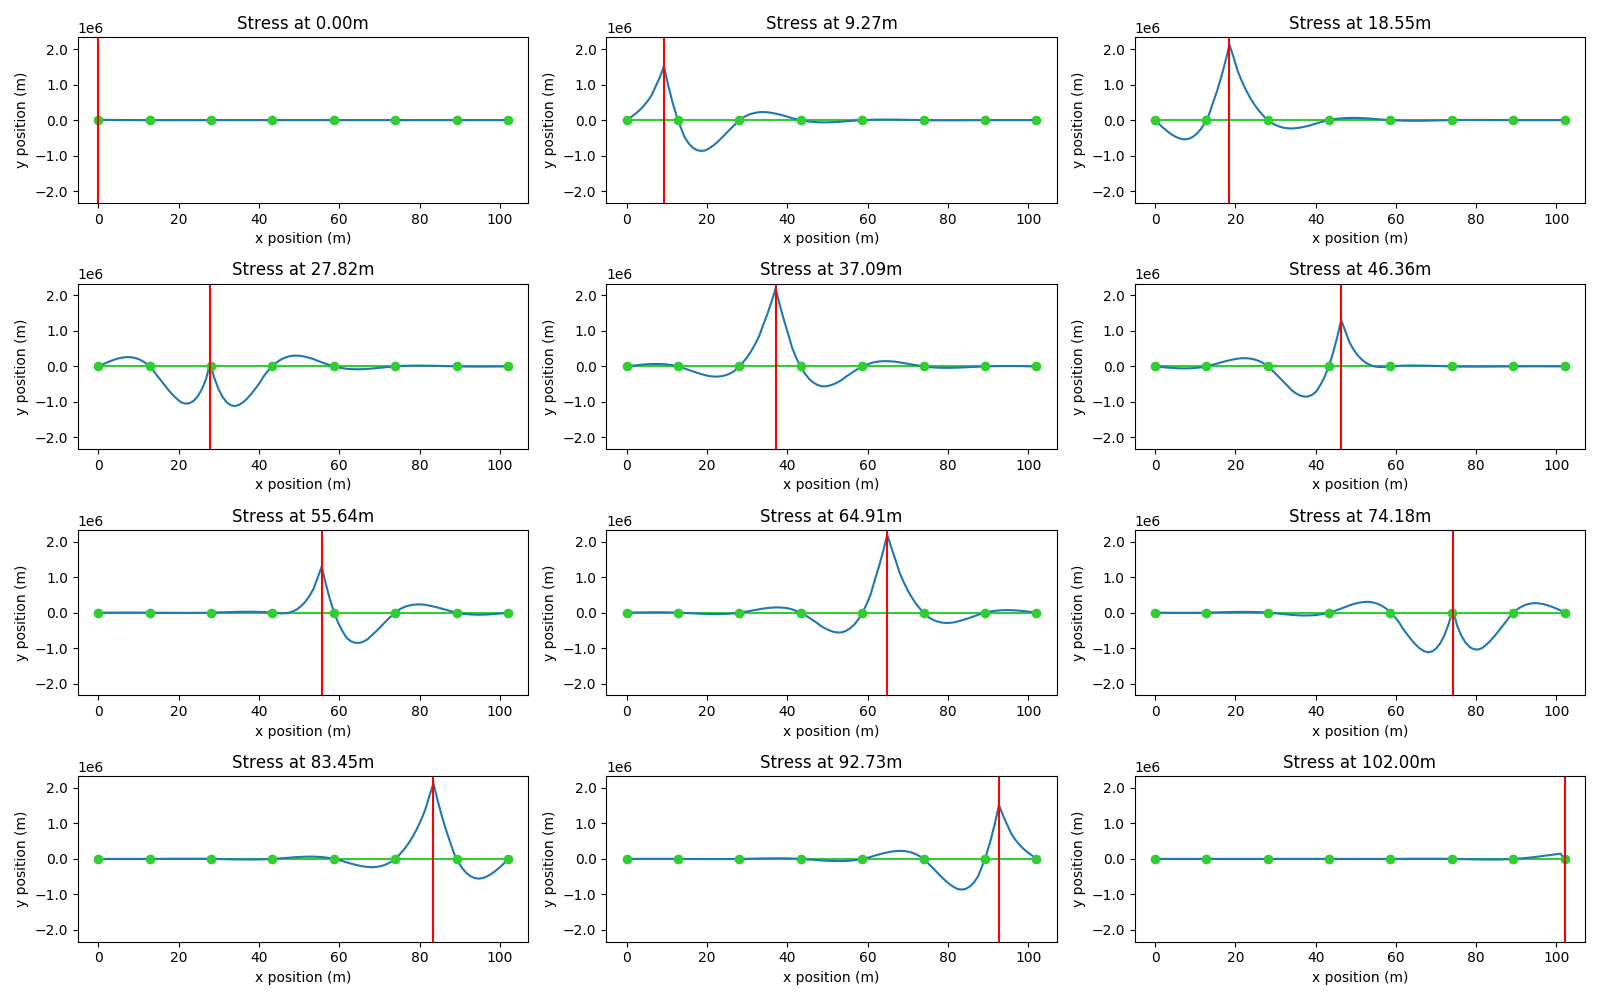 Stress at 0.00m
1e6
y position (m)
2.0
1.0
0.0
−1.0
−2.0
0 20 40 60 80 100
x position (m)
Stress at 9.27m
1e6
y position (m)
2.0
1.0
0.0
−1.0
−2.0
0 20 40 60 80 100
x position (m)
Stress at 18.55m
1e6
y position (m)
2.0
1.0
0.0
−1.0
−2.0
0 20 40 60 80 100
x position (m)
Stress at 27.82m
1e6
y position (m)
2.0
1.0
0.0
−1.0
−2.0
0 20 40 60 80 100
x position (m)
Stress at 37.09m
1e6
y position (m)
2.0
1.0
0.0
−1.0
−2.0
0 20 40 60 80 100
x position (m)
Stress at 46.36m
1e6
y position (m)
2.0
1.0
0.0
−1.0
−2.0
0 20 40 60 80 100
x position (m)
Stress at 55.64m
1e6
y position (m)
2.0
1.0
0.0
−1.0
−2.0
0 20 40 60 80 100
x position (m)
Stress at 64.91m
1e6
y position (m)
2.0
1.0
0.0
−1.0
−2.0
0 20 40 60 80 100
x position (m)
Stress at 74.18m
1e6
y position (m)
2.0
1.0
0.0
−1.0
−2.0
0 20 40 60 80 100
x position (m)
Stress at 83.45m
1e6
y position (m)
2.0
1.0
0.0
−1.0
−2.0
0 20 40 60 80 100
x position (m)
Stress at 92.73m
1e6
y position (m)
2.0
1.0
0.0
−1.0
−2.0
0 20 40 60 80 100
x position (m)
Stress at 102.00m
1e6
y position (m)
2.0
1.0
0.0
−1.0
−2.0
0 20 40 60 80 100
x position (m)